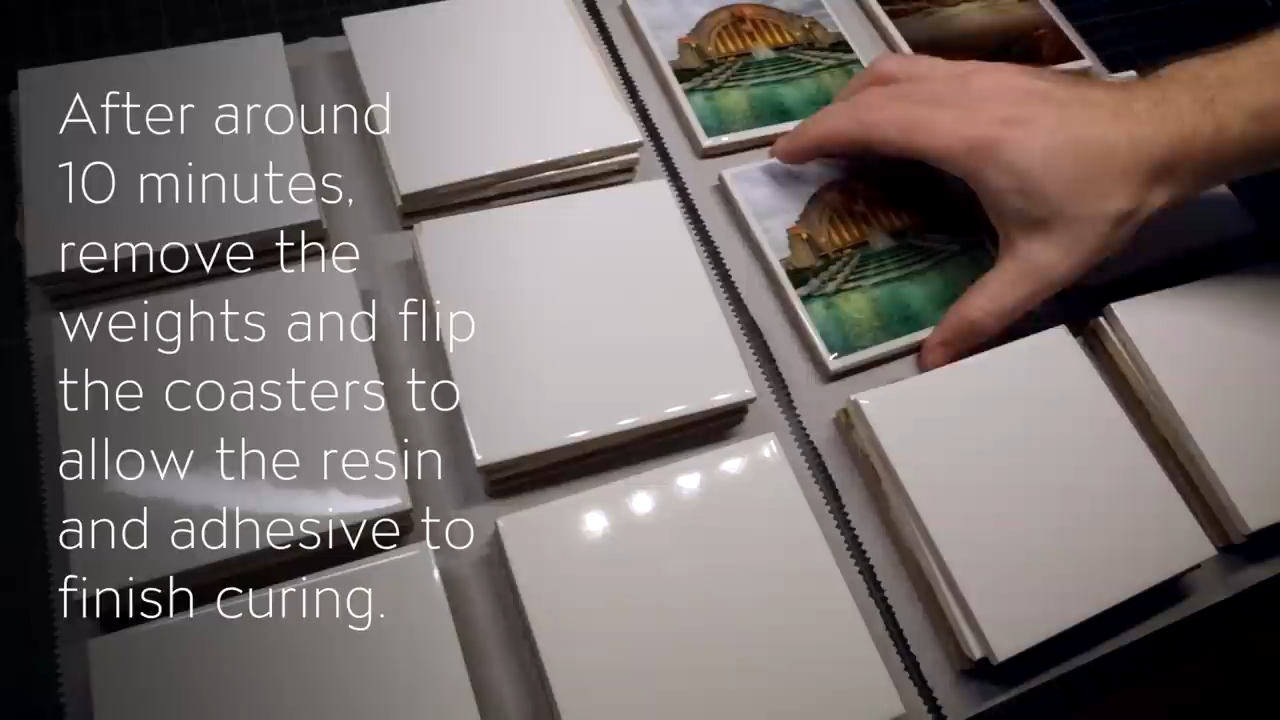 After around
10 minutes,
remove the
weights and flip
the coasters to
allow the resin
and adhesive to
finish curing.